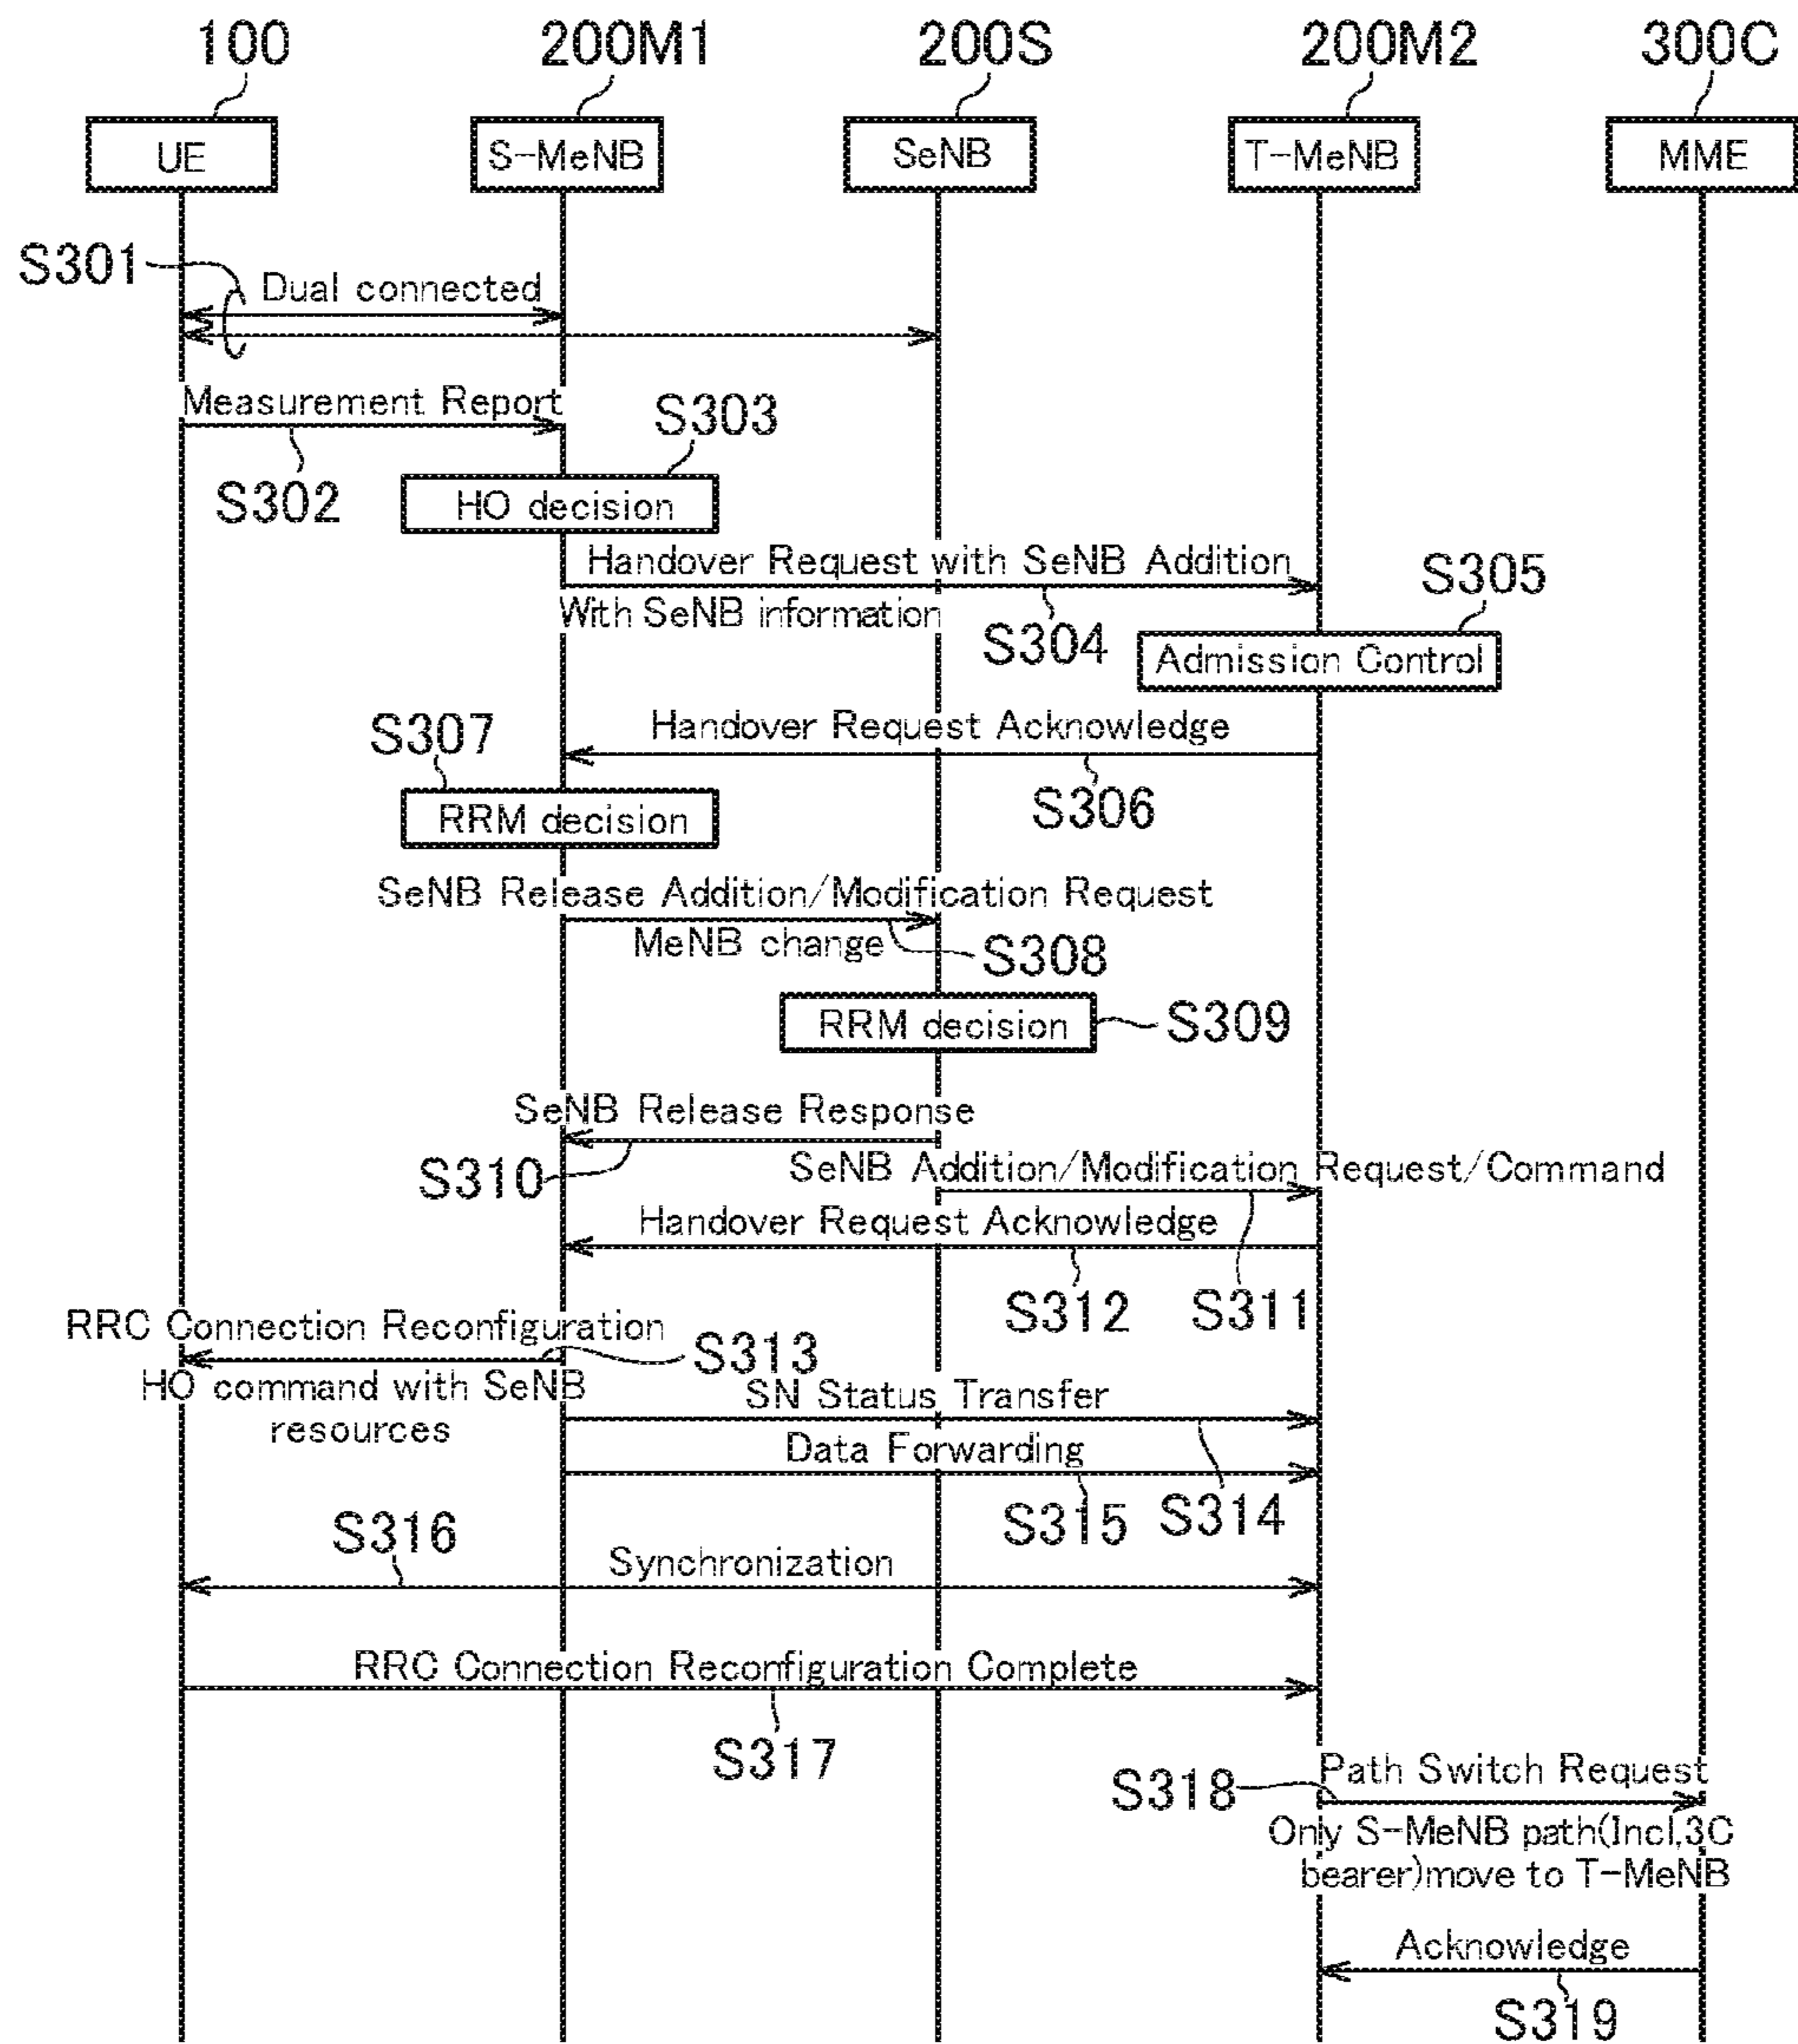 100 200M1 200S 200M2 300C
UE S-MeNB SeNB T-MeNB MME
S301
Dual connected
Measurement Report
S302
S303
HO decision
Handover Request with SeNB Addition
With SeNB information
S304
S305
Admission Control
Handover Request Acknowledge
S306
S307
RRM decision
SeNB Release Addition/Modification Request
MeNB change
S308
RRM decision
S309
SeNB Release Response
S310
SeNB Addition/Modification Request/Command
S311
Handover Request Acknowledge
S312
RRC Connection Reconfiguration
S313
HO command with SeNB
resources
SN Status Transfer
S314
Data Forwarding
S315
S316
Synchronization
RRC Connection Reconfiguration Complete
S317
Path Switch Request
S318
Only S-MeNB path(Incl,3C
bearer)move to T-MeNB
Acknowledge
S319